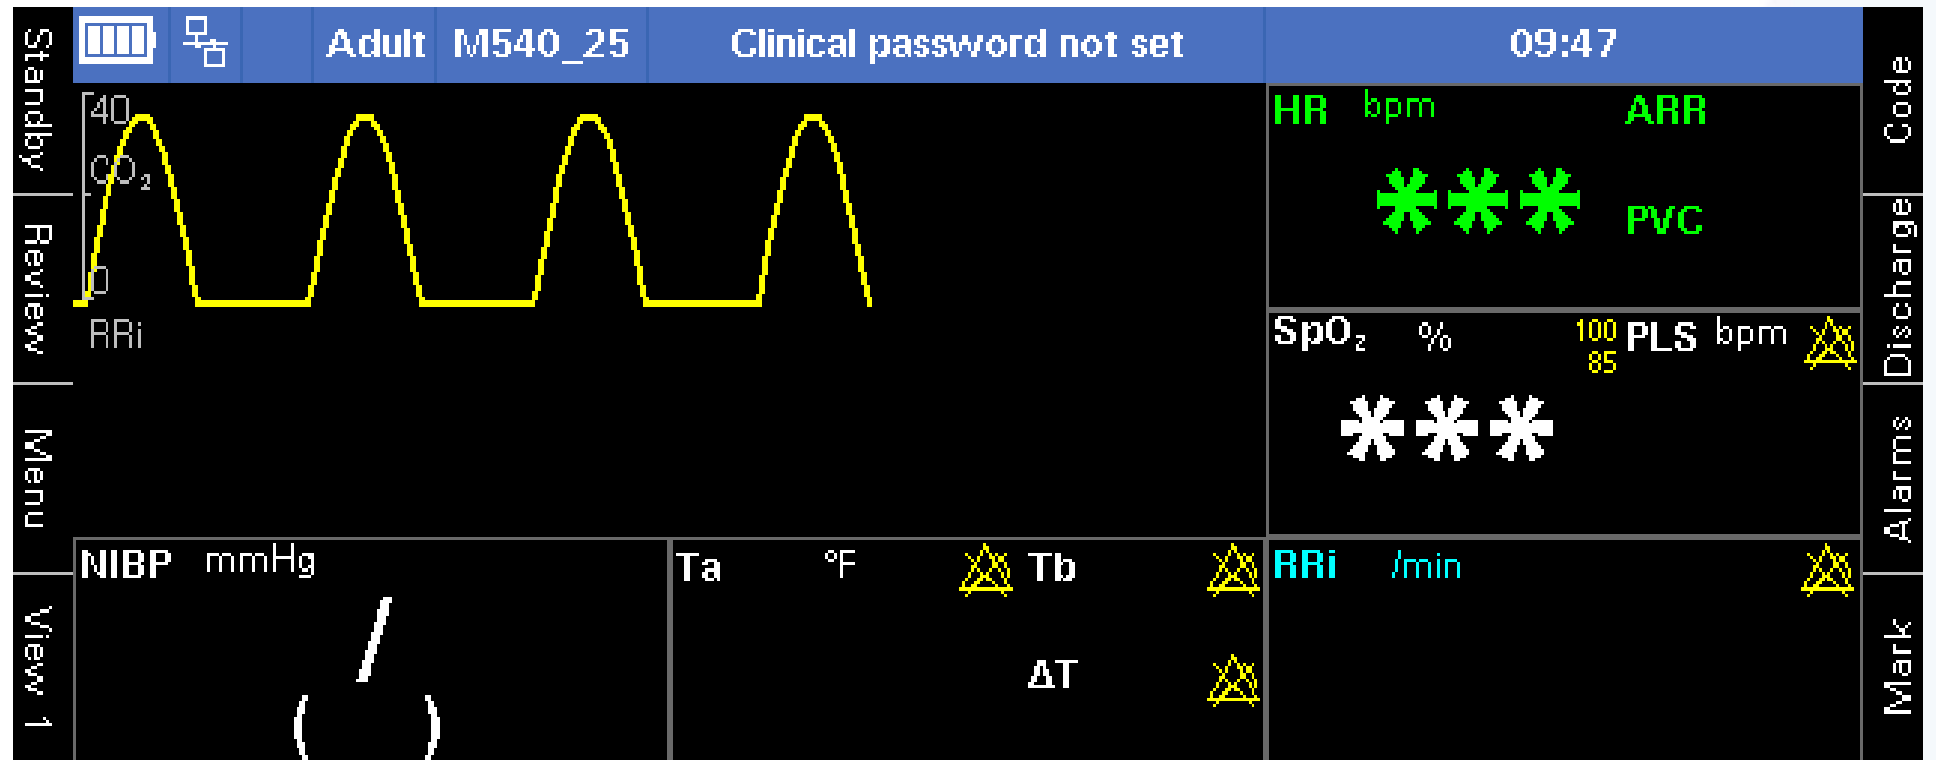 Standby
Review
Menu
View 1
Adult
M540_25
Clinical password not set
09:47
40
CO₂
0
RRi
HR bpm ARR
***
PVC
SpO₂ % 100 PLS bpm
85
***
NIBP mmHg
/
( )
Ta °F Tb
ΔT
RRi /min
Code
Discharge
Alarms
Mark